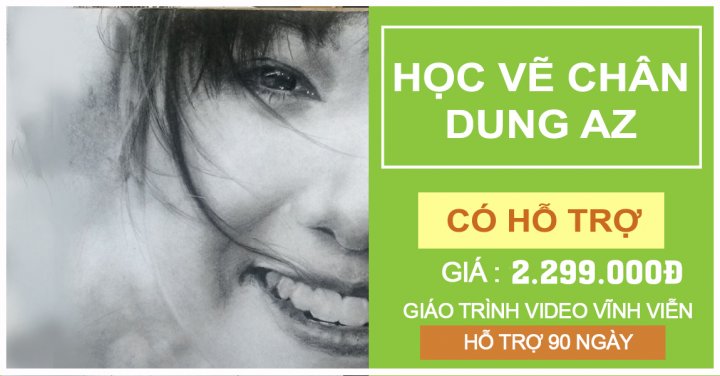 HỌC VẼ CHÂN
DUNG AZ
CÓ HỖ TRỢ
GIÁ : 2.299.000Đ
GIÁO TRÌNH VIDEO VĨNH VIỄN
HỖ TRỢ 90 NGÀY